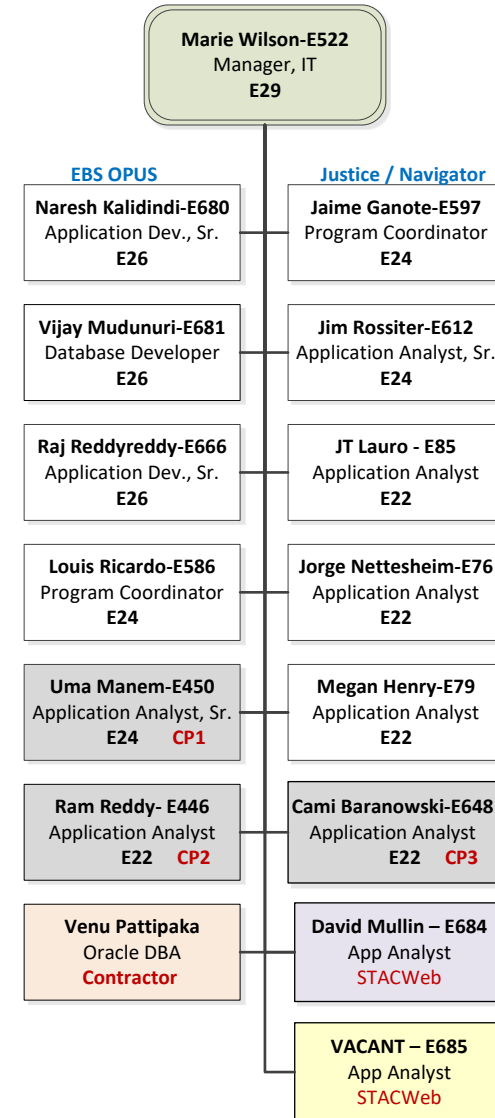 Marie Wilson-E522
Manager, IT
E29
EBS OPUS
Naresh Kalidindi-E680
Application Dev., Sr.
E26
Vijay Mudunuri-E681
Database Developer
E26
Raj Reddyreddy-E666
Application Dev., Sr.
E26
Louis Ricardo-E586
Program Coordinator
E24
Uma Manem-E450
Application Analyst, Sr.
E24 CP1
Ram Reddy- E446
Application Analyst
E22 CP2
Venu Pattipaka
Oracle DBA
Contractor
Justice / Navigator
Jaime Ganote-E597
Program Coordinator
E24
Jim Rossiter-E612
Application Analyst, Sr.
E24
JT Lauro - E85
Application Analyst
E22
Jorge Nettesheim-E76
Application Analyst
E22
Megan Henry-E79
Application Analyst
E22
Cami Baranowski-E648
Application Analyst
E22 CP3
David Mullin – E684
App Analyst
STACWeb
VACANT – E685
App Analyst
STACWeb